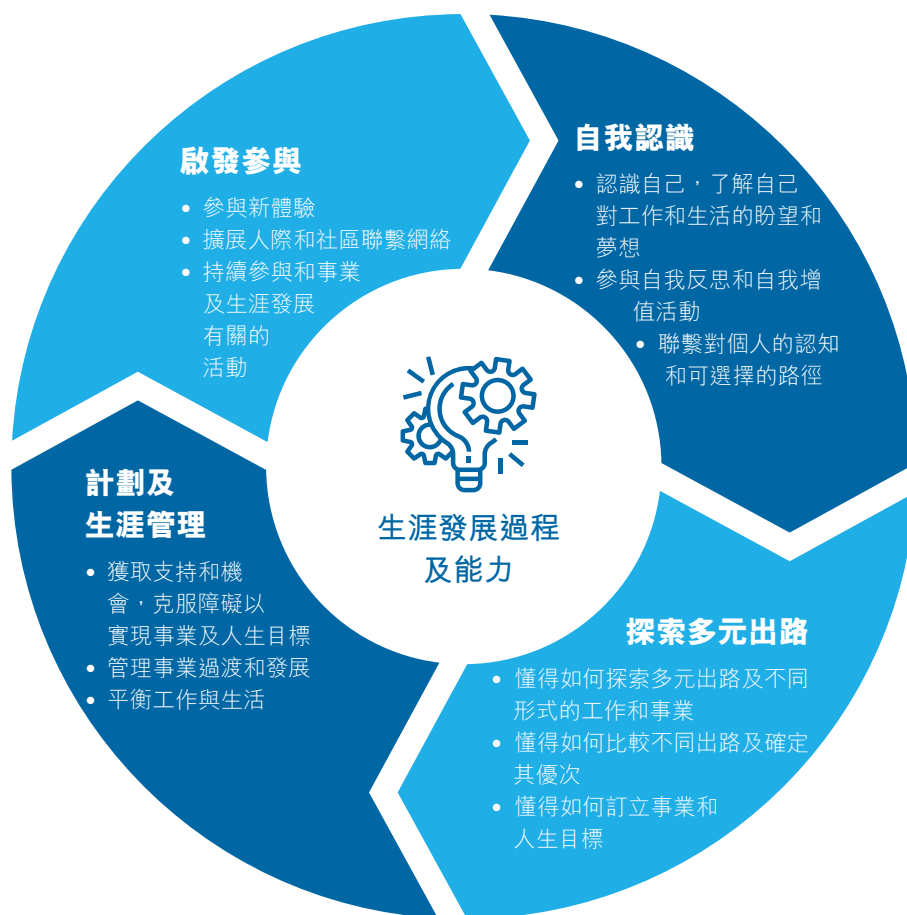 啟發參與
• 參與新體驗
• 擴展人際和社區聯繫網絡
• 持續參與和事業
及生涯發展
有關的
活動
自我認識
• 認識自己，了解自己
對工作和生活的盼望和
夢想
• 參與自我反思和自我增
值活動
• 聯繫對個人的認知
和可選擇的路徑
探索多元出路
• 懂得如何探索多元出路及不同
形式的工作和事業
• 懂得如何比較不同出路及確定
其優次
• 懂得如何訂立事業和
人生目標
計劃及
生涯管理
• 獲取支持和機
會，克服障礙以
實現事業及人生目標
• 管理事業過渡和發展
• 平衡工作與生活
生涯發展過程
及能力